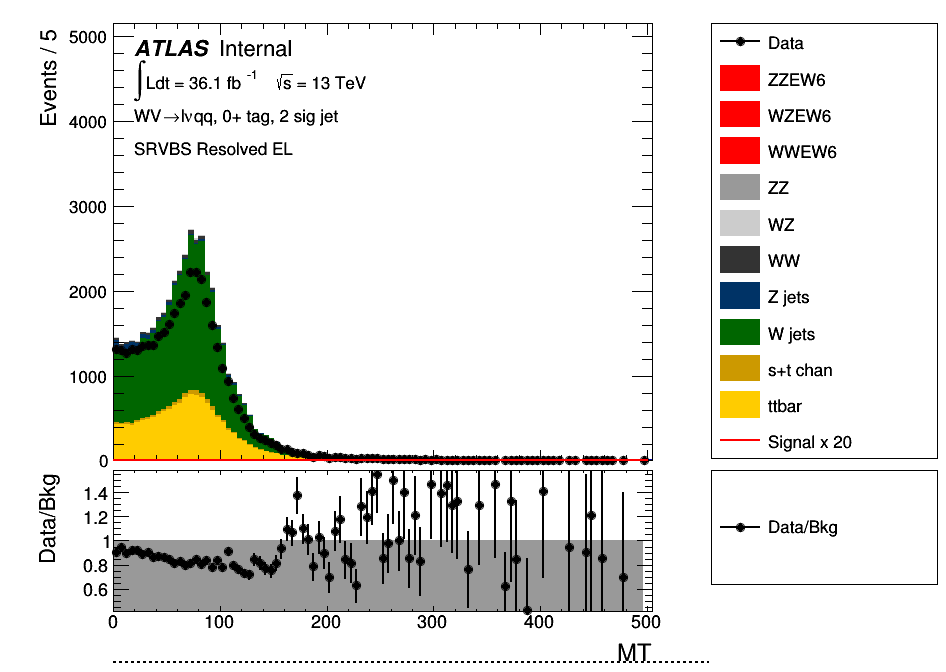 Events / 5
5000
4000
3000
2000
1000
0
ATLAS Internal
∫Ldt = 36.1 fb⁻¹ √s = 13 TeV
WV→lνqq, 0+ tag, 2 sig jet
SRVBS Resolved EL
Data
ZZEW6
WZEW6
WWEW6
ZZ
WZ
WW
Z jets
W jets
s+t chan
ttbar
Signal x 20
Data/Bkg
1.4
1.2
1
0.8
0.6
0 100 200 300 400 500
MT
Data/Bkg